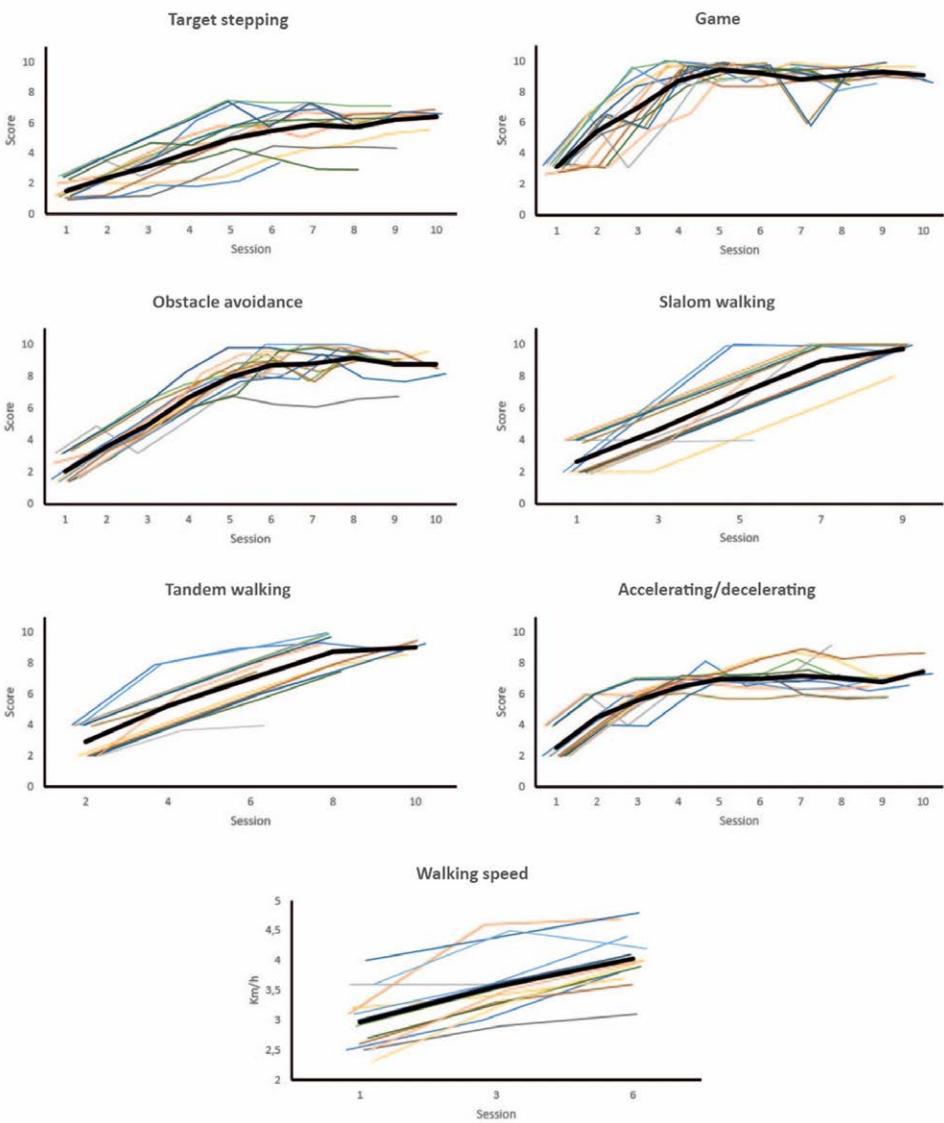 Target stepping
10
8
6
4
2
0
Score
1 2 3 4 5 6 7 8 9 10
Session
Game
10
8
6
4
2
0
Score
1 2 3 4 5 6 7 8 9 10
Session
Obstacle avoidance
10
8
6
4
2
0
Score
1 2 3 4 5 6 7 8 9 10
Session
Slalom walking
10
8
6
4
2
0
Score
1 3 5 7 9
Session
Tandem walking
10
8
6
4
2
0
Score
2 4 6 8 10
Session
Accelerating/decelerating
10
8
6
4
2
0
Score
1 2 3 4 5 6 7 8 9 10
Session
Walking speed
5
4,5
4
3,5
3
2,5
2
Km/h
1 3 6
Session